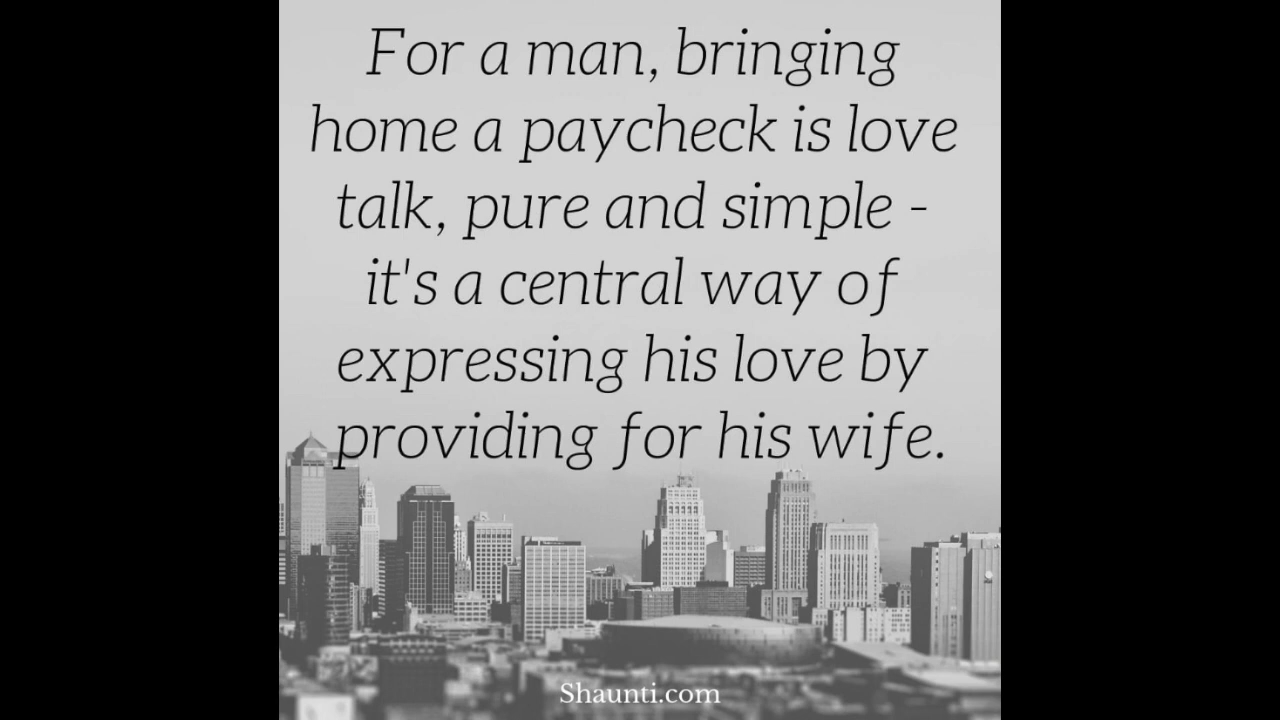 For a man, bringing
home a paycheck is love
talk, pure and simple -
it's a central way of
expressing his love by
providing for his wife.
Shaunti.com